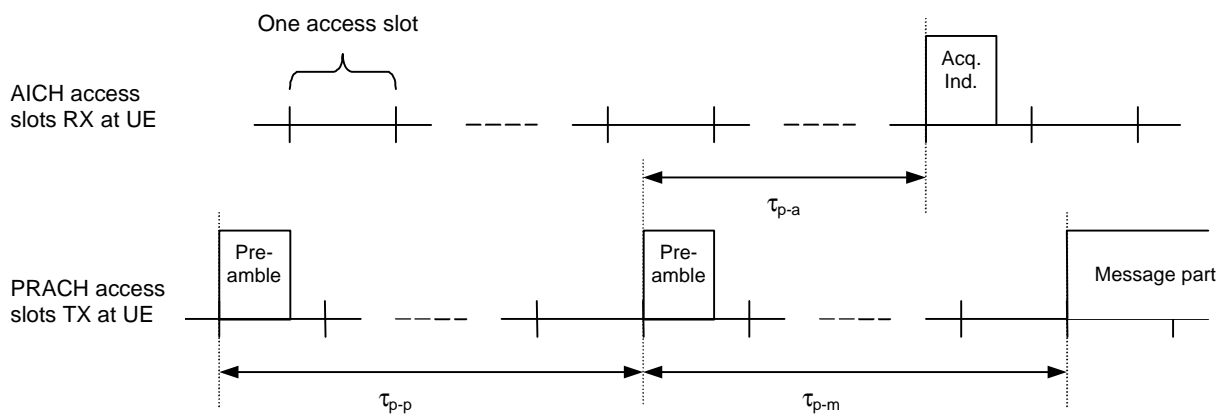 One access slot
AICH access
slots RX at UE
Acq.
Ind.
τp-a
PRACH access
slots TX at UE
Pre-
amble
Pre-
amble
Message part
τp-p
τp-m